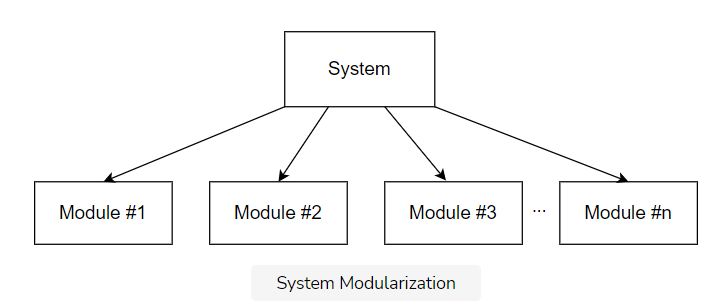 System
Module #1
Module #2
Module #3
...
Module #n
System Modularization